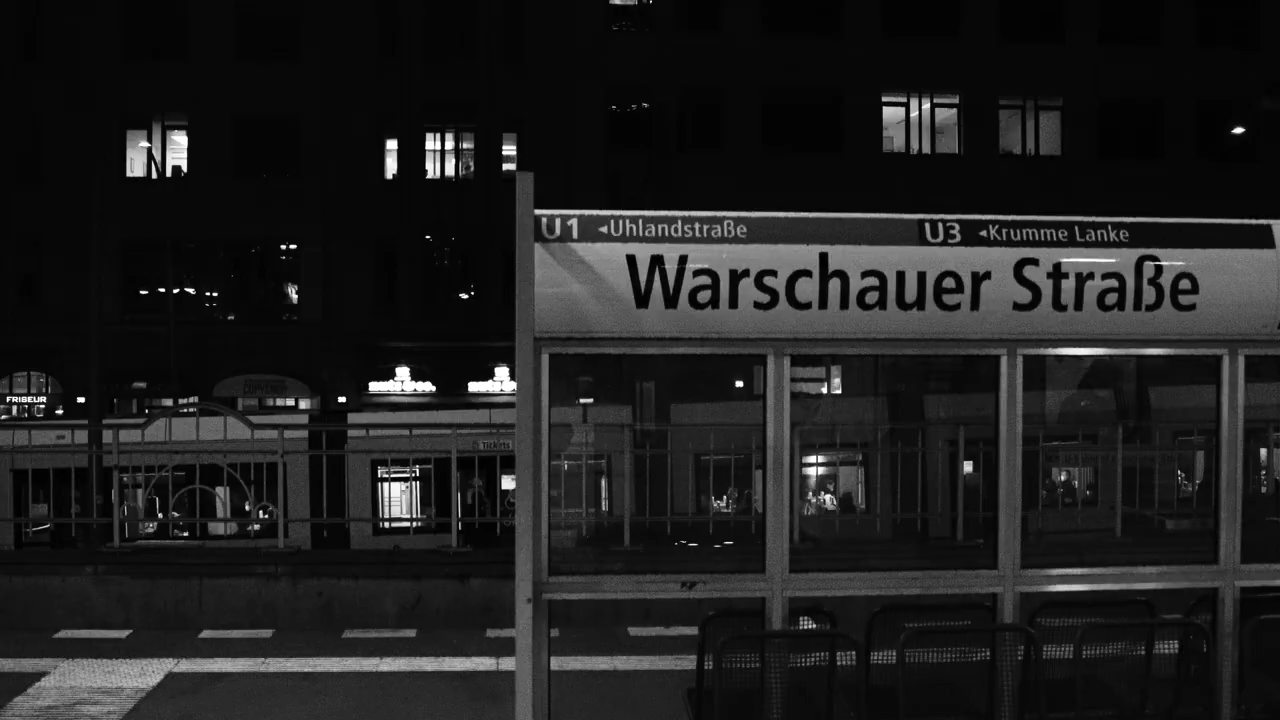 U1 ◂Uhlandstraße U3 ◂Krumme Lanke
Warschauer Straße
FRISEUR
Tickets